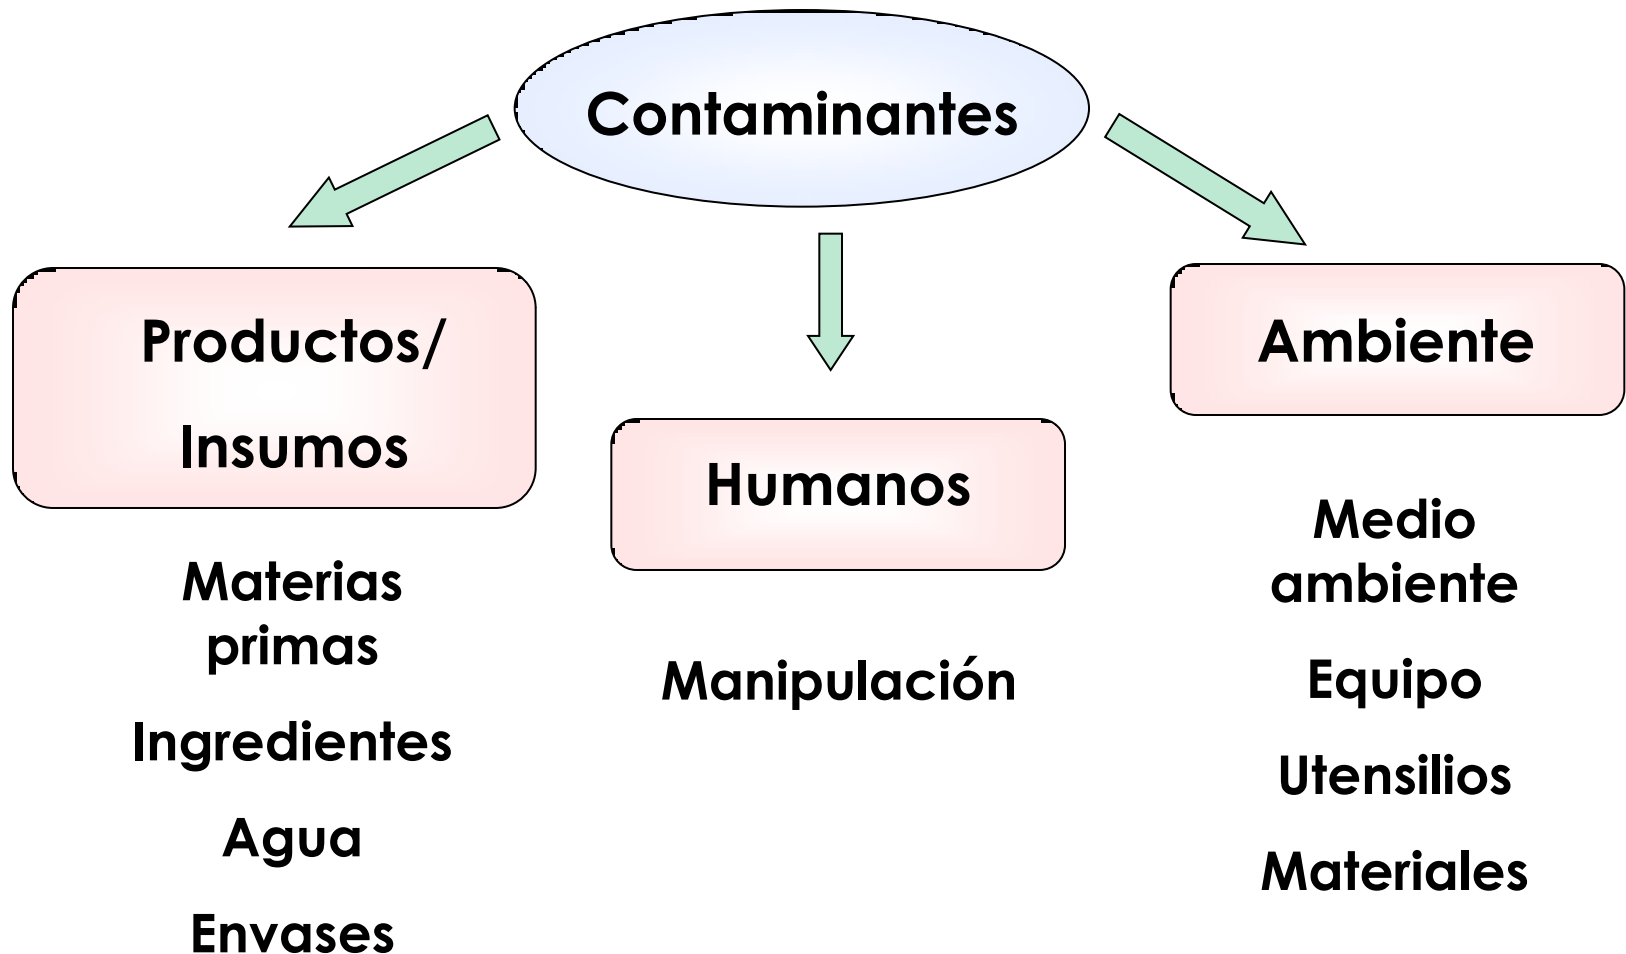 Contaminantes
Productos/
Insumos
Materias
primas
Ingredientes
Agua
Envases
Humanos
Manipulación
Ambiente
Medio
ambiente
Equipo
Utensilios
Materiales